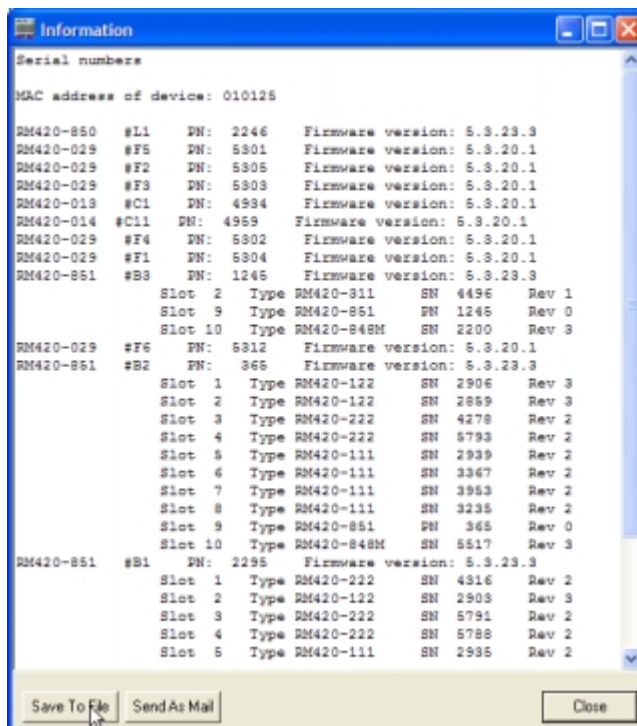 Information
Serial numbers
MAC address of device: 010125
RM420-850 #L1 PN: 2246 Firmware version: 5.3.23.3
RM420-029 #F5 PN: 5301 Firmware version: 5.3.20.1
RM420-029 #F2 PN: 5305 Firmware version: 5.3.20.1
RM420-029 #F3 PN: 5303 Firmware version: 5.3.20.1
RM420-013 #C1 PN: 4934 Firmware version: 5.3.20.1
RM420-014 #C11 PN: 4959 Firmware version: 5.3.20.1
RM420-029 #F4 PN: 5302 Firmware version: 5.3.20.1
RM420-029 #F1 PN: 5304 Firmware version: 5.3.20.1
RM420-851 #B3 PN: 1245 Firmware version: 5.3.23.3
Slot 2 Type RM420-311 SN 4496 Rev 1
Slot 9 Type RM420-851 PN 1245 Rev 0
Slot 10 Type RM420-848M SN 2200 Rev 3
RM420-029 #F6 PN: 5312 Firmware version: 5.3.20.1
RM420-851 #B2 PN: 365 Firmware version: 5.3.23.3
Slot 1 Type RM420-122 SN 2906 Rev 3
Slot 2 Type RM420-122 SN 2859 Rev 3
Slot 3 Type RM420-222 SN 4278 Rev 2
Slot 4 Type RM420-222 SN 5793 Rev 2
Slot 5 Type RM420-111 SN 2939 Rev 2
Slot 6 Type RM420-111 SN 3367 Rev 2
Slot 7 Type RM420-111 SN 3953 Rev 2
Slot 8 Type RM420-111 SN 3235 Rev 2
Slot 9 Type RM420-851 PN 365 Rev 0
Slot 10 Type RM420-848M SN 5517 Rev 3
RM420-851 #B1 PN: 2295 Firmware version: 5.3.23.3
Slot 1 Type RM420-222 SN 4316 Rev 2
Slot 2 Type RM420-122 SN 2903 Rev 3
Slot 3 Type RM420-222 SN 5791 Rev 2
Slot 4 Type RM420-222 SN 5788 Rev 2
Slot 5 Type RM420-111 SN 2935 Rev 2
Save To File Send As Mail Close